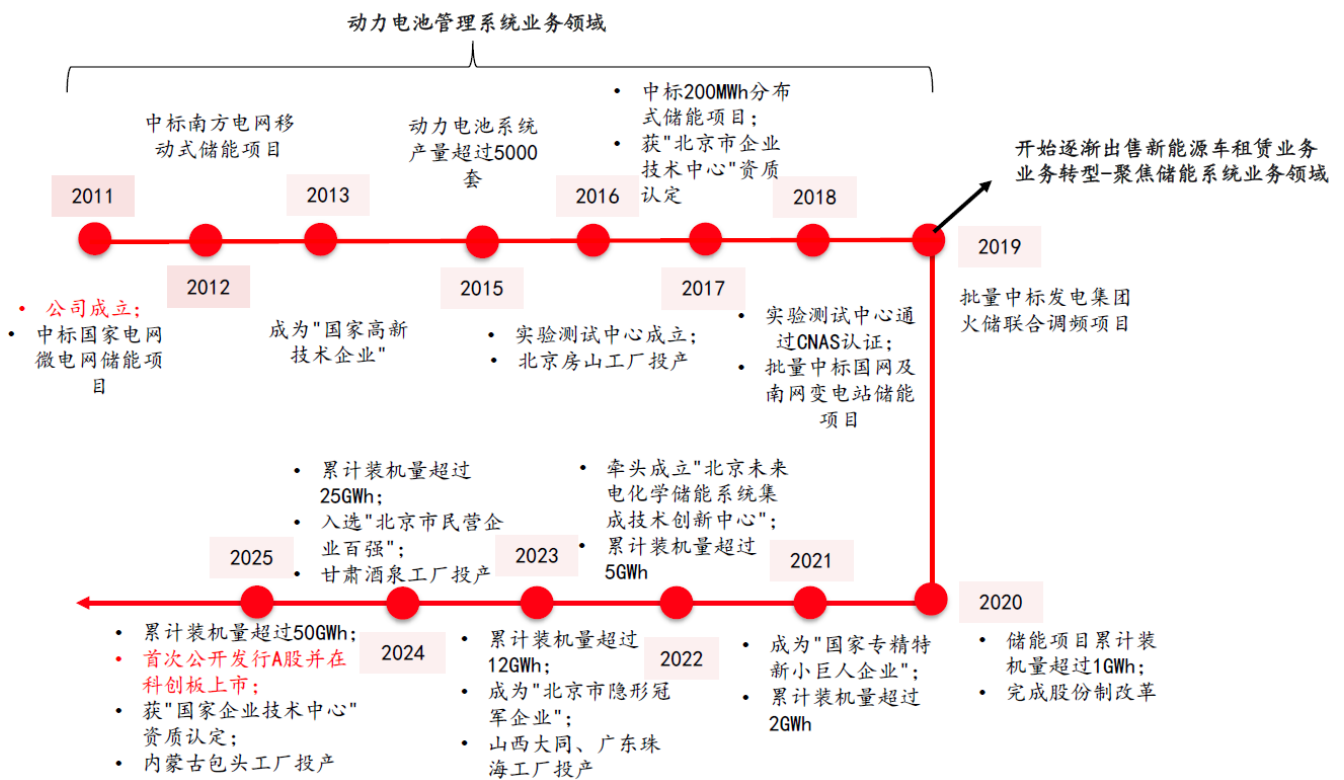 动力电池管理系统业务领域
中标南方电网移
动式储能项目
动力电池系统
产量超过5000
套
• 中标200MWh分布
式储能项目;
• 获"北京市企业
技术中心"资质
认定
开始逐渐出售新能源车租赁业务
业务转型-聚焦储能系统业务领域
2011
2013
2016
2018
2012
2015
2017
2019
• 公司成立;
• 中标国家电网
微电网储能项
目
成为"国家高新
技术企业"
• 实验测试中心成立;
• 北京房山工厂投产
• 实验测试中心通
过CNAS认证;
• 批量中标国网及
南网变电站储能
项目
批量中标发电集团
火储联合调频项目
• 累计装机量超过
25GWh;
• 入选"北京市民营企
业百强";
• 甘肃酒泉工厂投产
• 牵头成立"北京未来
电化学储能系统集
成技术创新中心";
• 累计装机量超过
5GWh
2025
2023
2021
2020
2024
2022
• 累计装机量超过50GWh;
• 首次公开发行A股并在
科创板上市;
• 获"国家企业技术中心"
资质认定;
• 内蒙古包头工厂投产
• 累计装机量超过
12GWh;
• 成为"北京市隐形冠
军企业";
• 山西大同、广东珠
海工厂投产
• 成为"国家专精特
新小巨人企业";
• 累计装机量超过
2GWh
• 储能项目累计装
机量超过1GWh;
• 完成股份制改革